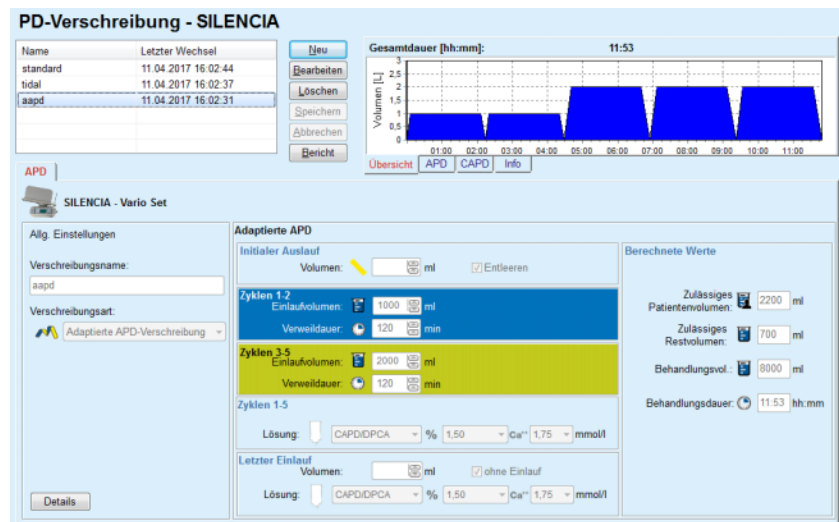 PD-Verschreibung - SILENCIA
Name Letzter Wechsel
standard 11.04.2017 16:02:44
tidal 11.04.2017 16:02:37
aapd 11.04.2017 16:02:31
Neu
Bearbeiten
Löschen
Speichern
Abbrechen
Bericht
Gesamtdauer [hh:mm]: 11:53
Volumen [L]
3
2,5
2
1,5
1
0,5
0
01:00 02:00 03:00 04:00 05:00 06:00 07:00 08:00 09:00 10:00 11:00
Übersicht APD CAPD Info
APD
SILENCIA - Vario Set
Allg. Einstellungen
Verschreibungsname:
aapd
Verschreibungsart:
Adaptierte APD-Verschreibung
Details
Adaptierte APD
Initialer Auslauf
Volumen: ml Entleeren
Zyklen 1-2
Einlaufvolumen: 1000 ml
Verweildauer: 120 min
Zyklen 3-5
Einlaufvolumen: 2000 ml
Verweildauer: 120 min
Zyklen 1-5
Lösung: CAPD/DPCA % 1,50 Ca⁺⁺ 1,75 mmol/l
Letzter Einlauf
Volumen: ml ohne Einlauf
Lösung: CAPD/DPCA % 1,50 Ca⁺⁺ 1,75 mmol/l
Berechnete Werte
Zulässiges
Patientenvolumen: 2200 ml
Zulässiges
Restvolumen: 700 ml
Behandlungsvol.: 8000 ml
Behandlungsdauer: 11:53 hh:mm